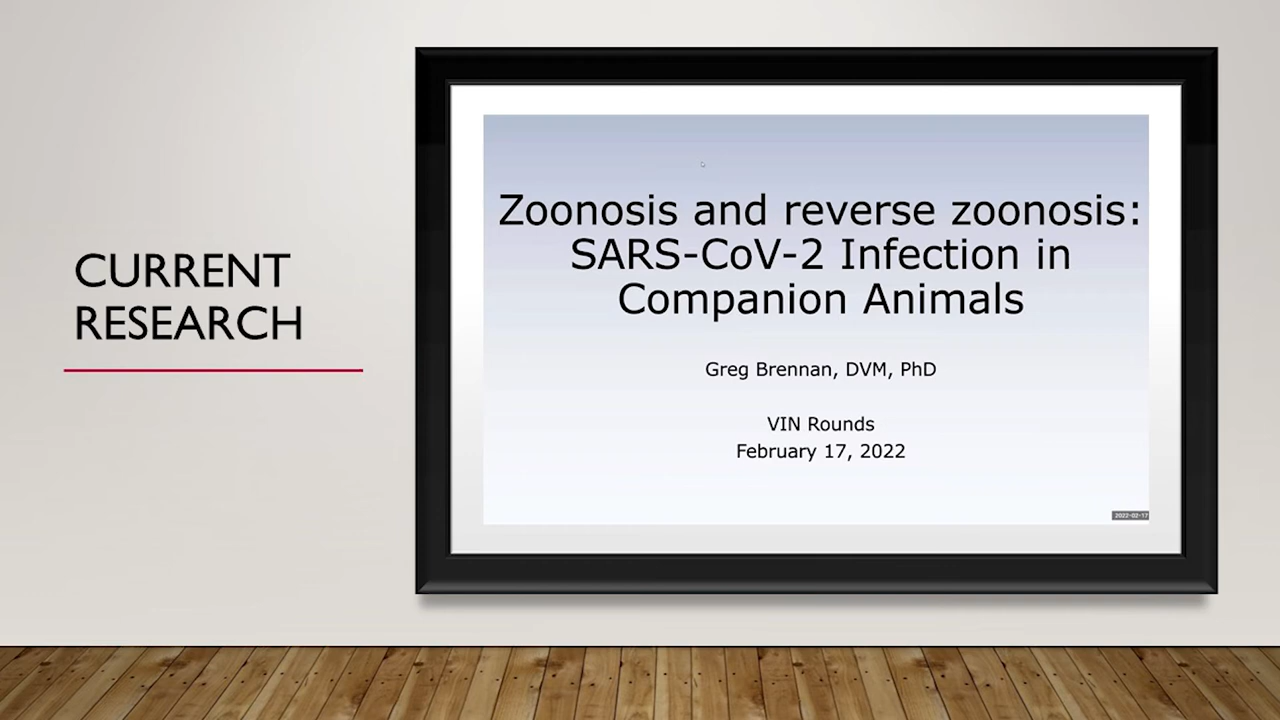 CURRENT
RESEARCH
Zoonosis and reverse zoonosis:
SARS-CoV-2 Infection in
Companion Animals
Greg Brennan, DVM, PhD
VIN Rounds
February 17, 2022
2022-02-17